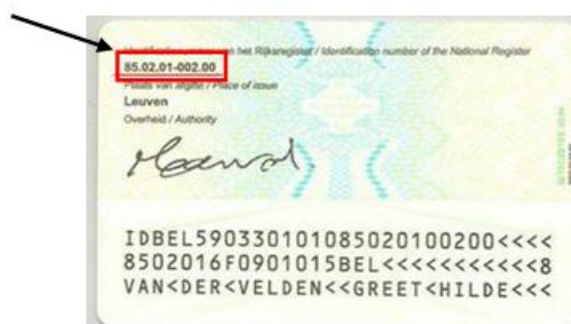 het Rijksregister / Identification number of the National Register
85.02.01-002.00
Plaats van afgifte / Place of issue
Leuven
Overheid / Authority
IDBEL590330101085020100200<<<<
8502016F0901015BEL<<<<<<<<<<<8
VAN<DER<VELDEN<<GREET<HILDE<<<